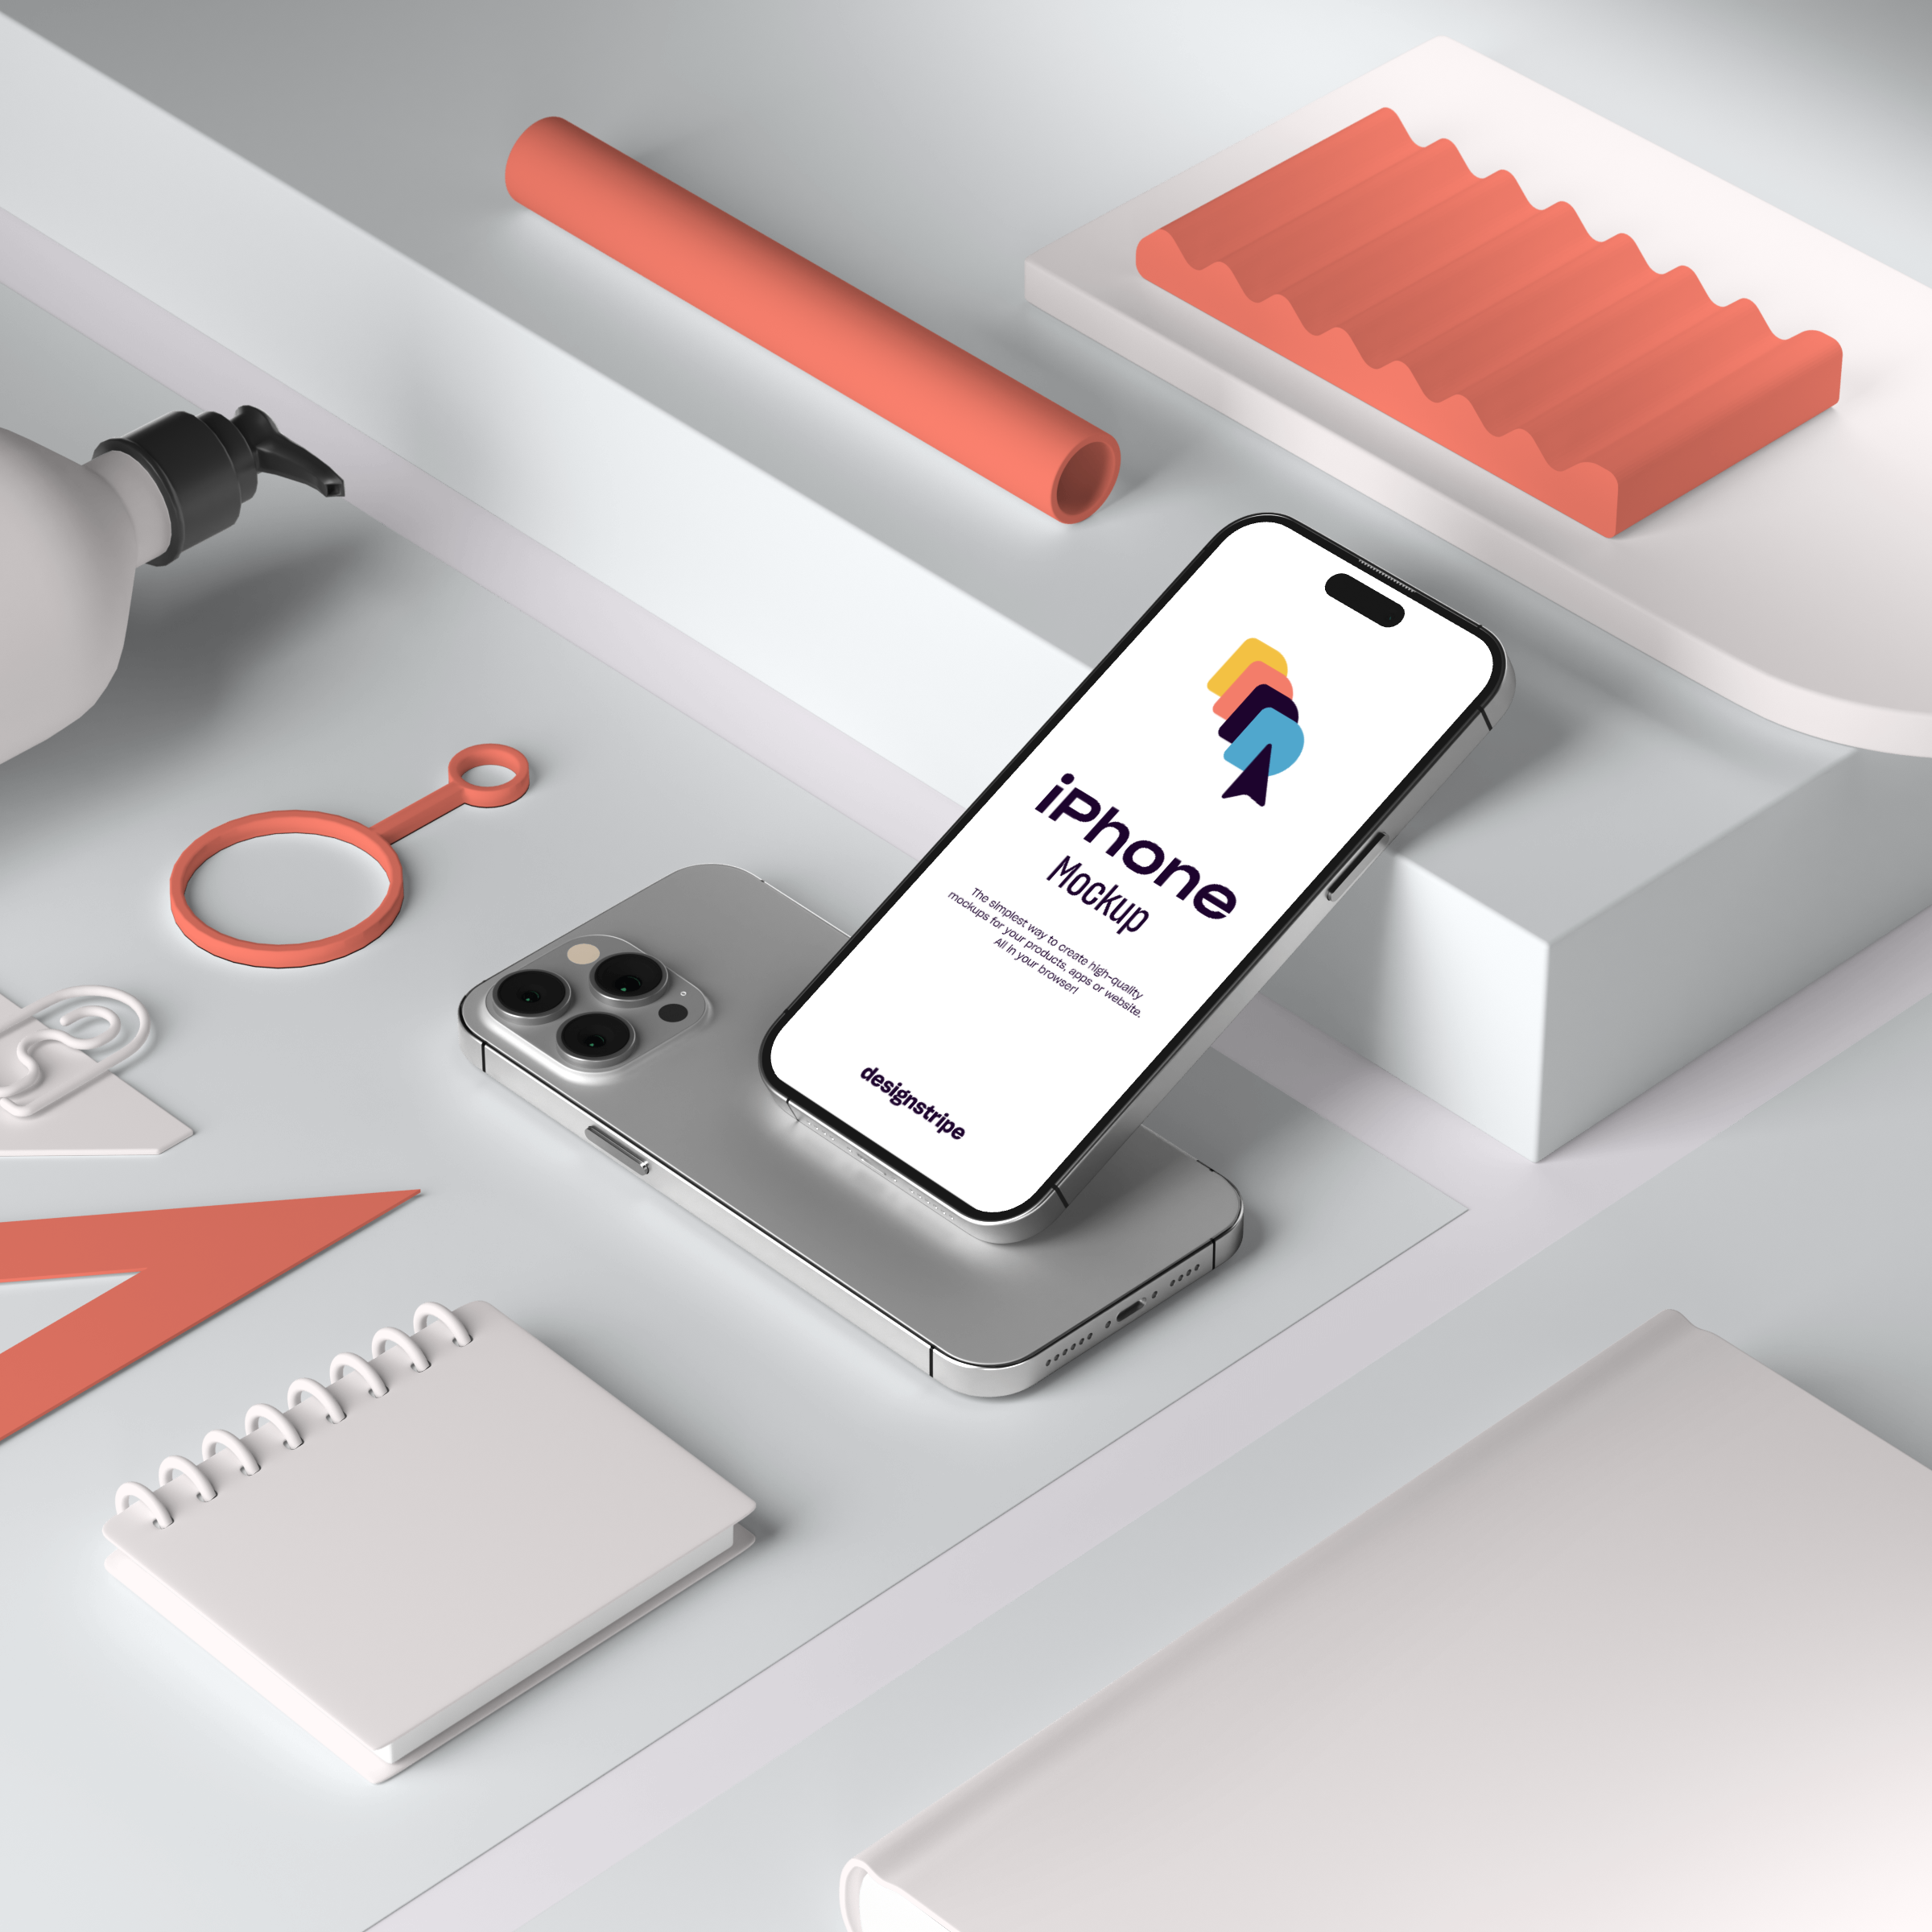 iPhone
Mockup
The simplest way to create high-quality
mockups for your products, apps or website.
All in your browser!
designstripe